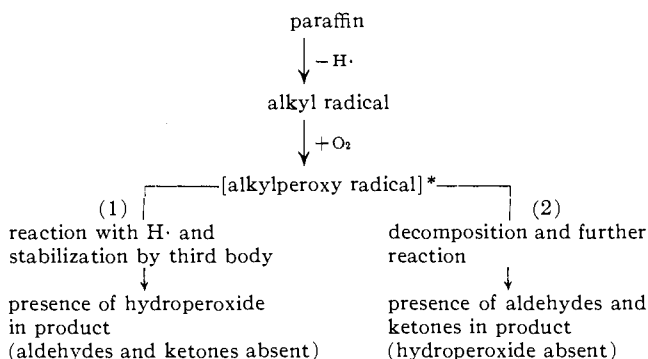 paraffin
−H·
alkyl radical
+O₂
[alkylperoxy radical]*
(1)
reaction with H· and
stabilization by third body
presence of hydroperoxide
in product
(aldehydes and ketones absent)
(2)
decomposition and further
reaction
presence of aldehydes and
ketones in product
(hydroperoxide absent)